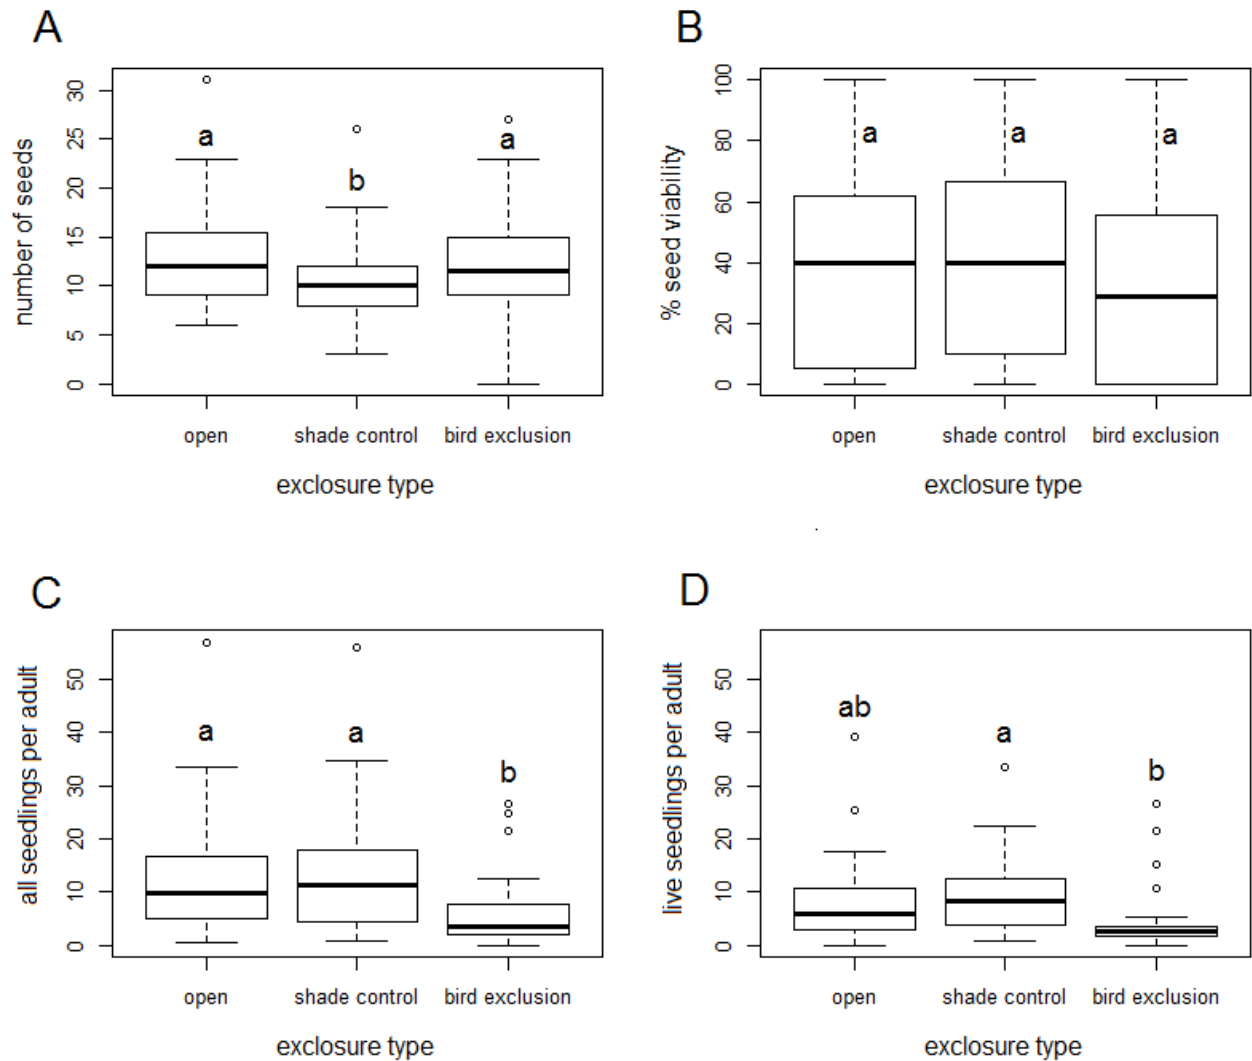 A
number of seeds
30
25
20
15
10
5
0
a
b
a
open
shade control
bird exclusion
exclosure type
B
% seed viability
100
80
60
40
20
0
a
a
a
open
shade control
bird exclusion
exclosure type
C
all seedlings per adult
50
40
30
20
10
0
a
a
b
open
shade control
bird exclusion
exclosure type
D
live seedlings per adult
50
40
30
20
10
0
ab
a
b
open
shade control
bird exclusion
exclosure type